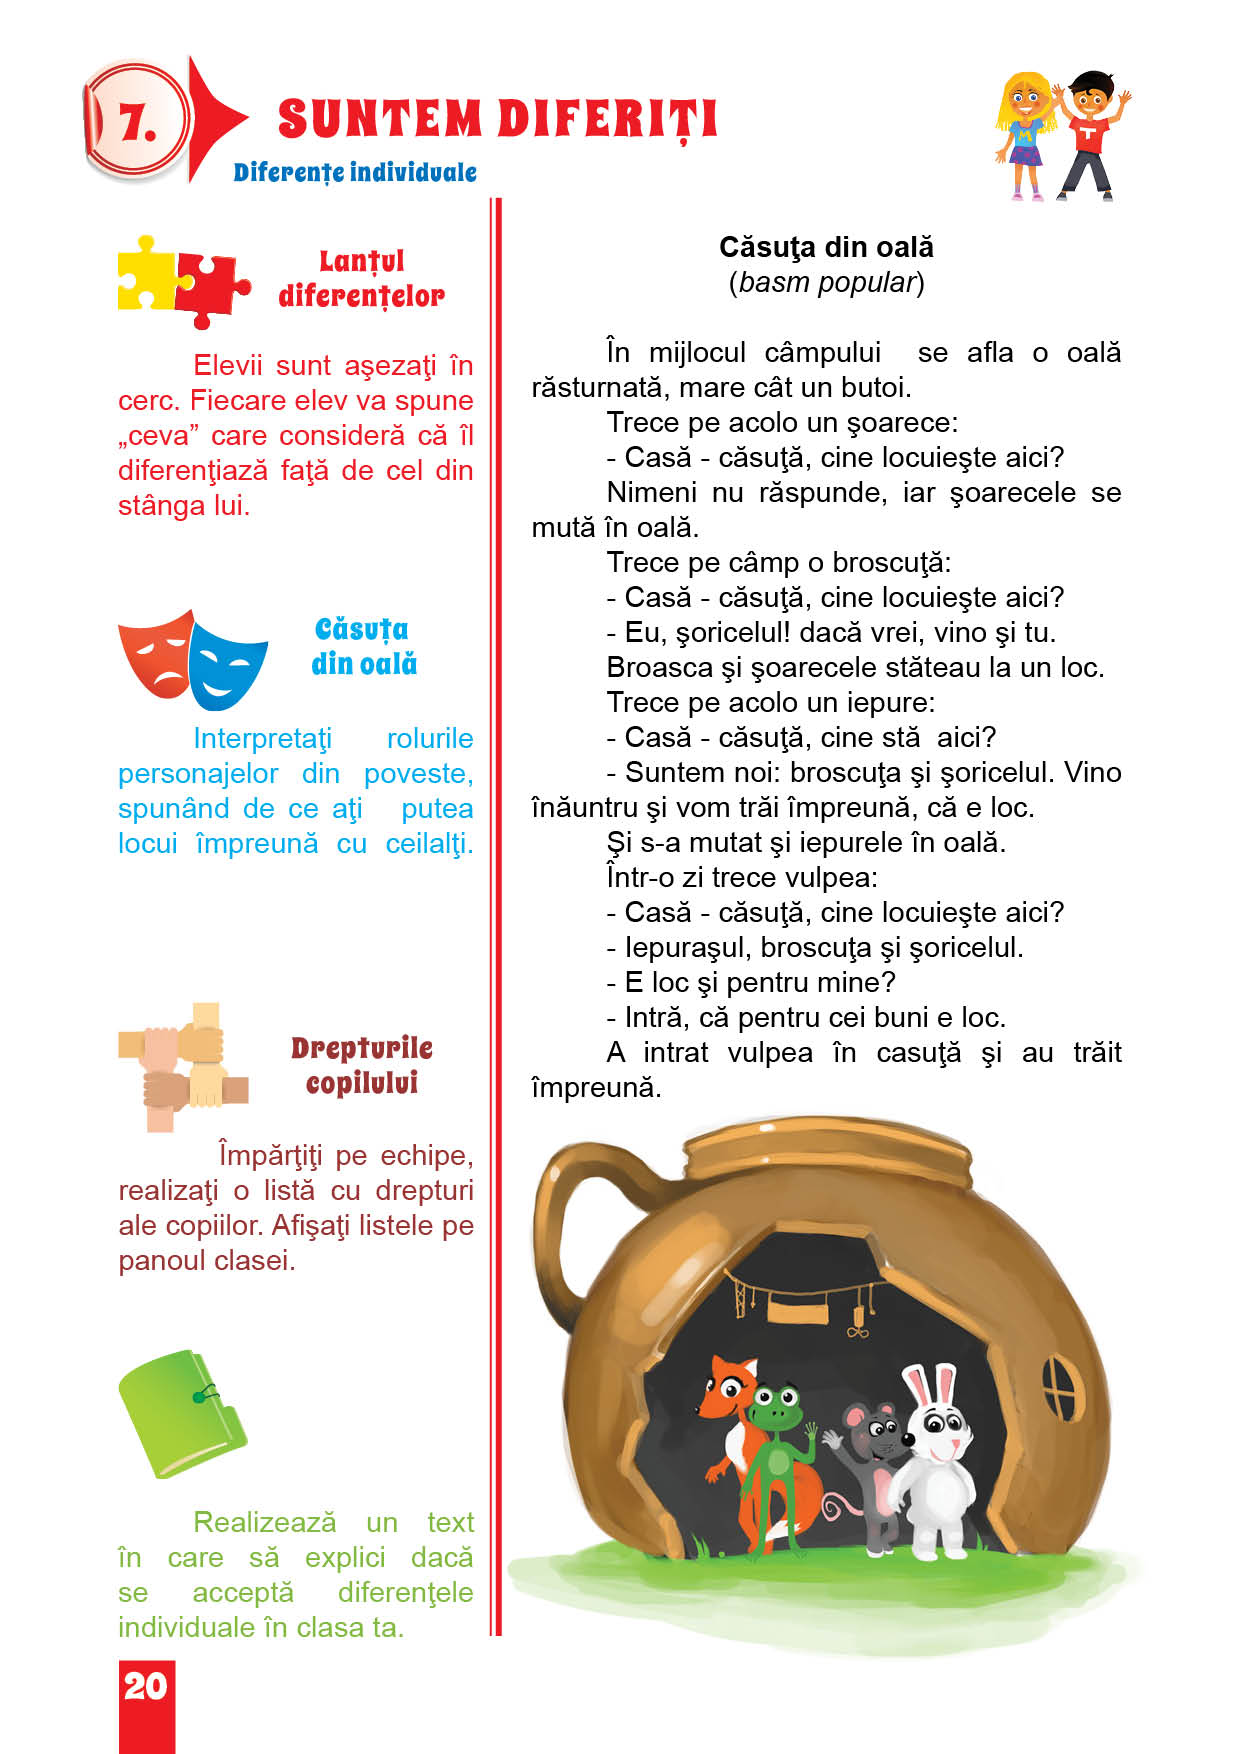 7.
SUNTEM DIFERIȚI
Diferențe individuale
M
T
Lanțul
diferențelor
Elevii sunt aşezaţi în
cerc. Fiecare elev va spune
„ceva” care consideră că îl
diferenţiază faţă de cel din
stânga lui.
Căsuța
din oală
Interpretaţi rolurile
personajelor din poveste,
spunând de ce aţi putea
locui împreună cu ceilalţi.
Drepturile
copilului
Împărţiţi pe echipe,
realizaţi o listă cu drepturi
ale copiilor. Afişaţi listele pe
panoul clasei.
Realizează un text
în care să explici dacă
se acceptă diferenţele
individuale în clasa ta.
Căsuţa din oală
(basm popular)
În mijlocul câmpului se afla o oală
răsturnată, mare cât un butoi.
Trece pe acolo un şoarece:
- Casă - căsuţă, cine locuieşte aici?
Nimeni nu răspunde, iar şoarecele se
mută în oală.
Trece pe câmp o broscuţă:
- Casă - căsuţă, cine locuieşte aici?
- Eu, şoricelul! dacă vrei, vino şi tu.
Broasca şi şoarecele stăteau la un loc.
Trece pe acolo un iepure:
- Casă - căsuţă, cine stă aici?
- Suntem noi: broscuţa şi şoricelul. Vino
înăuntru şi vom trăi împreună, că e loc.
Şi s-a mutat şi iepurele în oală.
Într-o zi trece vulpea:
- Casă - căsuţă, cine locuieşte aici?
- Iepuraşul, broscuţa şi şoricelul.
- E loc şi pentru mine?
- Intră, că pentru cei buni e loc.
A intrat vulpea în casuţă şi au trăit
împreună.
20